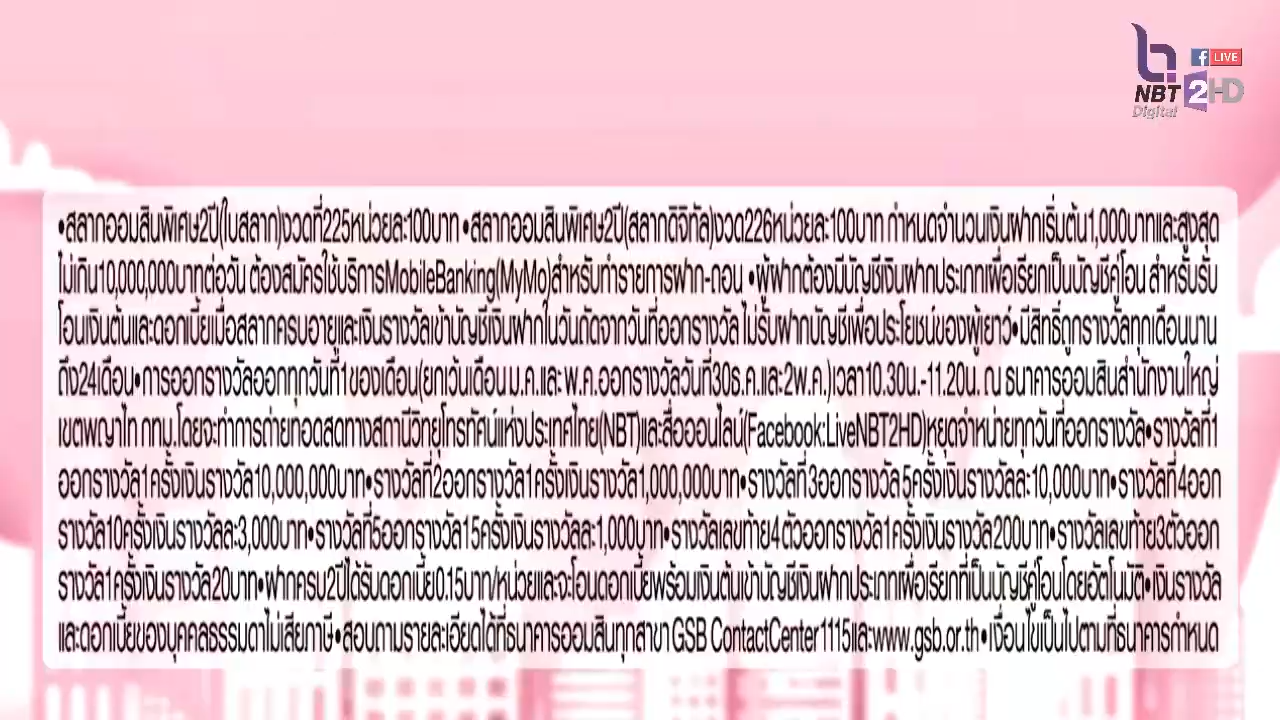 LIVE
NBT 2HD
Digital
•สลากออมสินพิเศษ2ปี(ใบสลาก)งวดที่225หน่วยละ100บาท •สลากออมสินพิเศษ2ปี(สลากดิจิทัล)งวด226หน่วยละ100บาท กำหนดจำนวนเงินฝากเริ่มต้น1,000บาทและสูงสุด
ไม่เกิน10,000,000บาทต่อวัน ต้องสมัครใช้บริการMobileBanking(MyMo)สำหรับทำรายการฝาก-ถอน •ผู้ฝากต้องมีบัญชีเงินฝากประเภทเผื่อเรียกเป็นบัญชีคู่โอน สำหรับรับ
โอนเงินต้นและดอกเบี้ยเมื่อสลากครบอายุและเงินรางวัลเข้าบัญชีเงินฝากในวันถัดจากวันที่ออกรางวัล ไม่รับฝากบัญชีเพื่อประโยชน์ของผู้เยาว์•มีสิทธิ์ถูกรางวัลทุกเดือนนาน
ถึง24เดือน•การออกรางวัลออกทุกวันที่1ของเดือน(ยกเว้นเดือน ม.ค.และ พ.ค.ออกรางวัลวันที่30ธ.ค.และ2พ.ค.)เวลา10.30น.-11.20น. ณ ธนาคารออมสินสำนักงานใหญ่
เขตพญาไท กทม.โดยจะทำการถ่ายทอดสดทางสถานีวิทยุโทรทัศน์แห่งประเทศไทย(NBT)และสื่อออนไลน์(Facebook:LiveNBT2HD)หยุดจำหน่ายทุกวันที่ออกรางวัล•รางวัลที่1
ออกรางวัล1ครั้งเงินรางวัล10,000,000บาท•รางวัลที่2ออกรางวัล1ครั้งเงินรางวัล1,000,000บาท•รางวัลที่3ออกรางวัล5ครั้งเงินรางวัลละ10,000บาท•รางวัลที่4ออก
รางวัล10ครั้งเงินรางวัลละ3,000บาท•รางวัลที่5ออกรางวัล15ครั้งเงินรางวัลละ1,000บาท•รางวัลเลขท้าย4ตัวออกรางวัล1ครั้งเงินรางวัล200บาท•รางวัลเลขท้าย3ตัวออก
รางวัล1ครั้งเงินรางวัล20บาท•ฝากครบ2ปีได้รับดอกเบี้ย0.15บาท/หน่วยและจะโอนดอกเบี้ยพร้อมเงินต้นเข้าบัญชีเงินฝากประเภทเผื่อเรียกที่เป็นบัญชีคู่โอนโดยอัตโนมัติ•เงินรางวัล
และดอกเบี้ยของบุคคลธรรมดาไม่เสียภาษี•สอบถามรายละเอียดได้ที่ธนาคารออมสินทุกสาขา GSB ContactCenter1115และwww.gsb.or.th•เงื่อนไขเป็นไปตามที่ธนาคารกำหนด